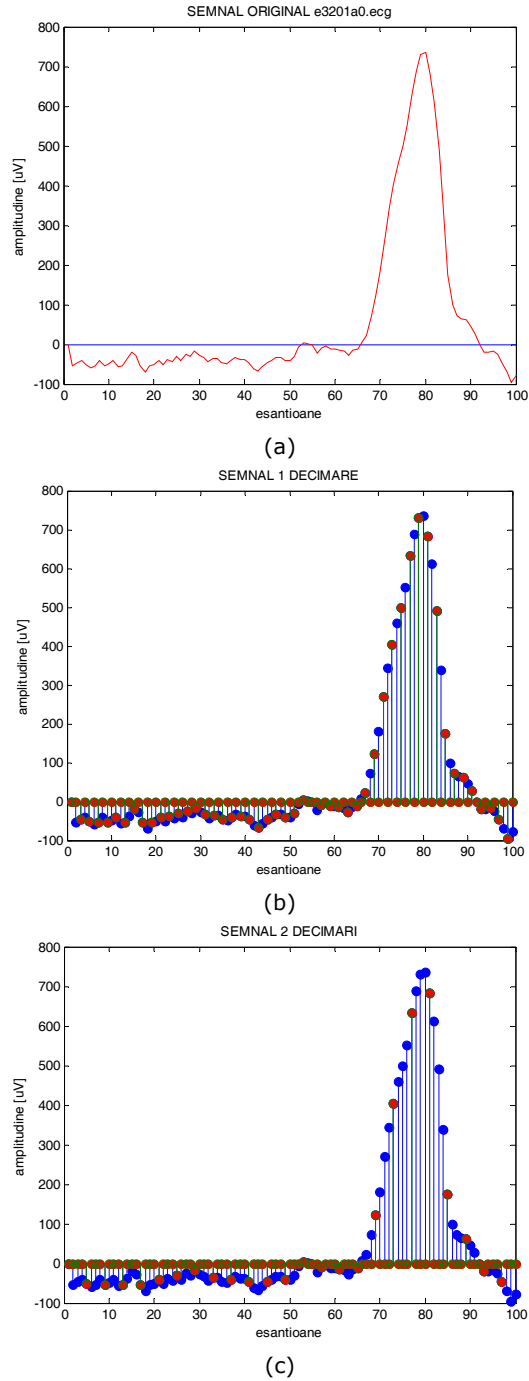 SEMNAL ORIGINAL e3201a0.ecg
800
700
600
500
400
300
200
100
0
-100
amplitudine [uV]
0 10 20 30 40 50 60 70 80 90 100
esantioane
(a)
SEMNAL 1 DECIMARE
800
700
600
500
400
300
200
100
0
-100
amplitudine [uV]
0 10 20 30 40 50 60 70 80 90 100
esantioane
(b)
SEMNAL 2 DECIMARI
800
700
600
500
400
300
200
100
0
-100
amplitudine [uV]
0 10 20 30 40 50 60 70 80 90 100
esantioane
(c)